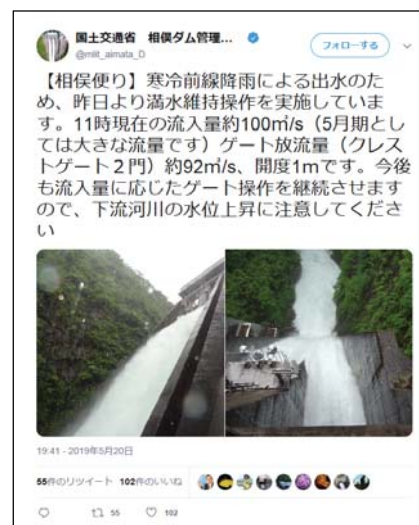 国土交通省 相俣ダム管理...
@mlit_aimata_D
フォローする
【相俣便り】寒冷前線降雨による出水のた
め、昨日より満水維持操作を実施していま
す。11時現在の流入量約100㎥/s（5月期とし
ては大きな流量です）ゲート放流量（クレス
トゲート２門）約92㎥/s、開度1mです。今後
も流入量に応じたゲート操作を継続させます
ので、下流河川の水位上昇に注意してくださ
い
19:41 - 2019年5月20日
55件のリツイート 102件のいいね
55 102